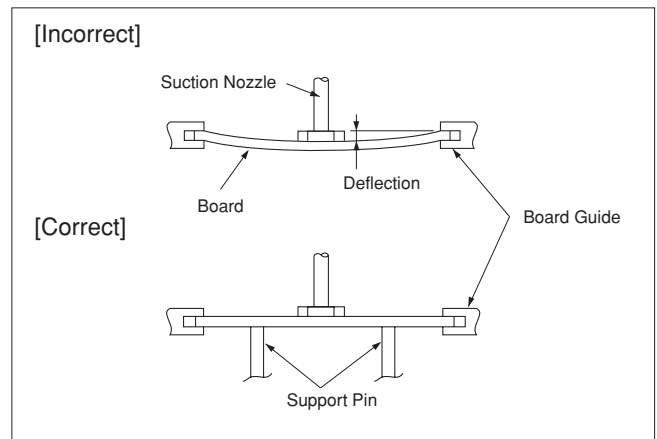 [Incorrect]
Suction Nozzle
Deflection
Board
Board Guide
[Correct]
Support Pin